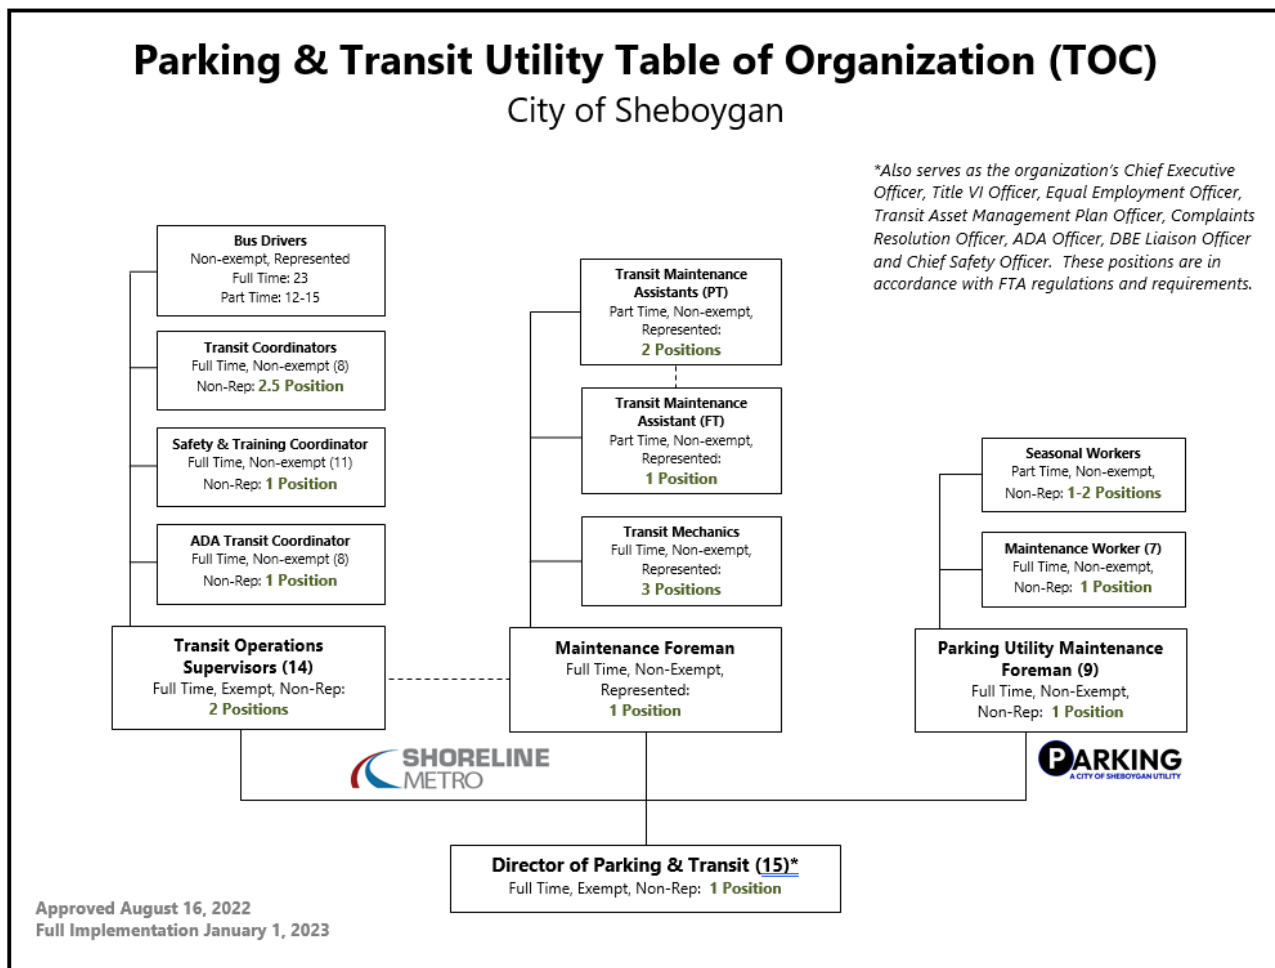 Parking & Transit Utility Table of Organization (TOC)
City of Sheboygan
*Also serves as the organization's Chief Executive
Officer, Title VI Officer, Equal Employment Officer,
Transit Asset Management Plan Officer, Complaints
Resolution Officer, ADA Officer, DBE Liaison Officer
and Chief Safety Officer. These positions are in
accordance with FTA regulations and requirements.
Bus Drivers
Non-exempt, Represented
Full Time: 23
Part Time: 12-15
Transit Coordinators
Full Time, Non-exempt (8)
Non-Rep: 2.5 Position
Safety & Training Coordinator
Full Time, Non-exempt (11)
Non-Rep: 1 Position
ADA Transit Coordinator
Full Time, Non-exempt (8)
Non-Rep: 1 Position
Transit Operations
Supervisors (14)
Full Time, Exempt, Non-Rep:
2 Positions
Transit Maintenance
Assistants (PT)
Part Time, Non-exempt,
Represented:
2 Positions
Transit Maintenance
Assistant (FT)
Part Time, Non-exempt,
Represented:
1 Position
Transit Mechanics
Full Time, Non-exempt,
Represented:
3 Positions
Maintenance Foreman
Full Time, Non-Exempt,
Represented:
1 Position
Seasonal Workers
Part Time, Non-exempt,
Non-Rep: 1-2 Positions
Maintenance Worker (7)
Full Time, Non-exempt,
Non-Rep: 1 Position
Parking Utility Maintenance
Foreman (9)
Full Time, Non-Exempt,
Non-Rep: 1 Position
SHORELINE
METRO
PARKING
A CITY OF SHEBOYGAN UTILITY
Director of Parking & Transit (15)*
Full Time, Exempt, Non-Rep: 1 Position
Approved August 16, 2022
Full Implementation January 1, 2023